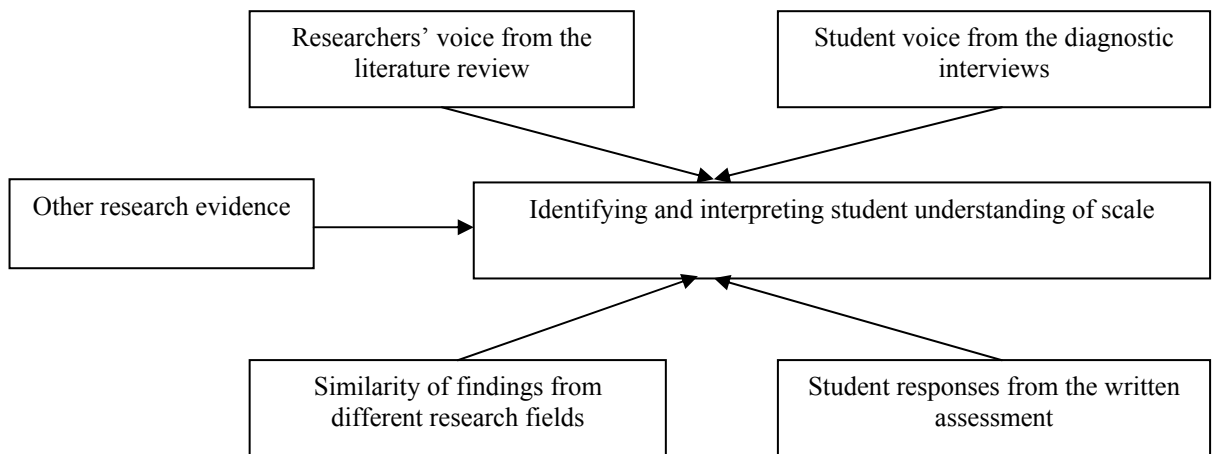 Researchers’ voice from the
literature review
Student voice from the diagnostic
interviews
Other research evidence
Identifying and interpreting student understanding of scale
Similarity of findings from
different research fields
Student responses from the written
assessment